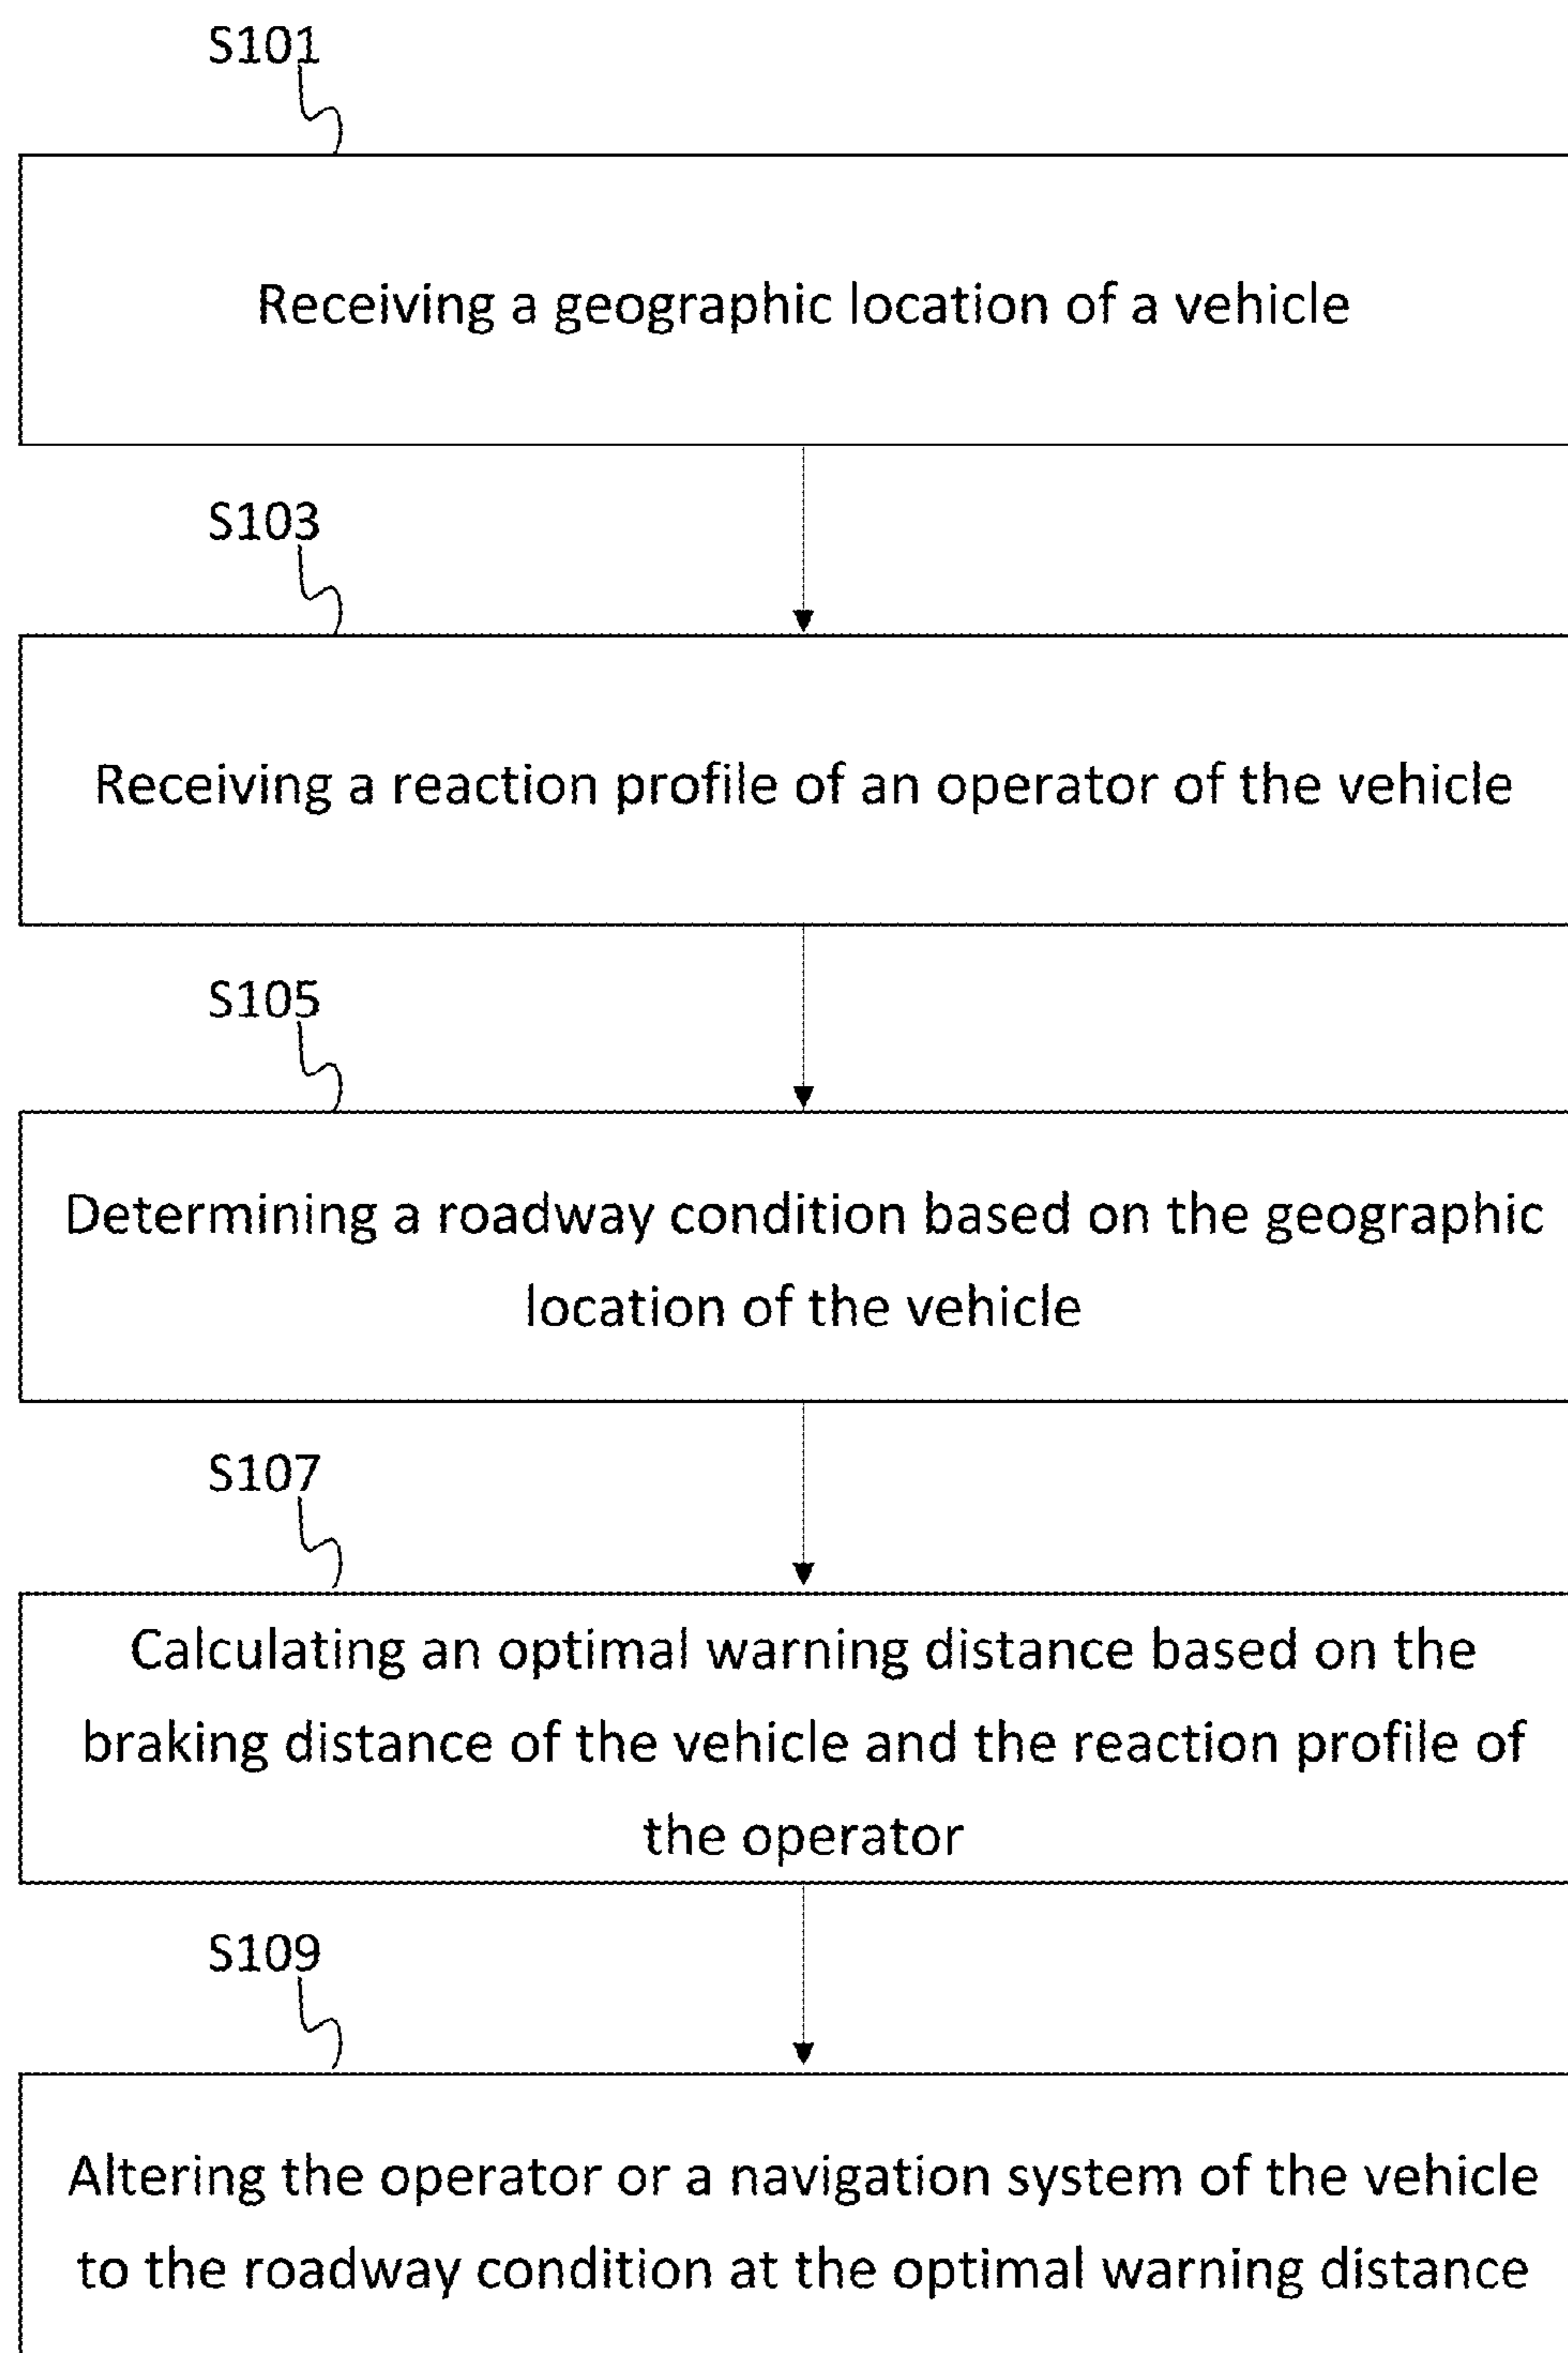 S101
Receiving a geographic location of a vehicle
S103
Receiving a reaction profile of an operator of the vehicle
S105
Determining a roadway condition based on the geographic
location of the vehicle
S107
Calculating an optimal warning distance based on the
braking distance of the vehicle and the reaction profile of
the operator
S109
Altering the operator or a navigation system of the vehicle
to the roadway condition at the optimal warning distance